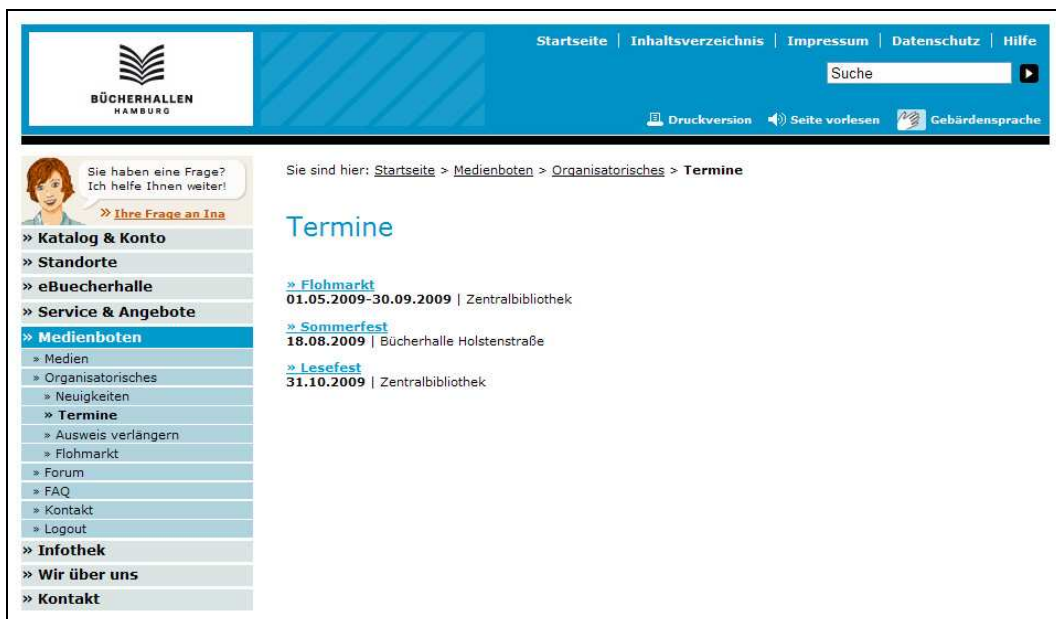 Startseite | Inhaltsverzeichnis | Impressum | Datenschutz | Hilfe
Suche
BÜCHERHALLEN
HAMBURG
Druckversion Seite vorlesen Gebärdensprache
Sie haben eine Frage?
Ich helfe Ihnen weiter!
» Ihre Frage an Ina
» Katalog & Konto
» Standorte
» eBuecherhalle
» Service & Angebote
» Medienboten
» Medien
» Organisatorisches
» Neuigkeiten
» Termine
» Ausweis verlängern
» Flohmarkt
» Forum
» FAQ
» Kontakt
» Logout
» Infothek
» Wir über uns
» Kontakt
Sie sind hier: Startseite > Medienboten > Organisatorisches > Termine
Termine
» Flohmarkt
01.05.2009-30.09.2009 | Zentralbibliothek
» Sommerfest
18.08.2009 | Bücherhalle Holstenstraße
» Lesefest
31.10.2009 | Zentralbibliothek